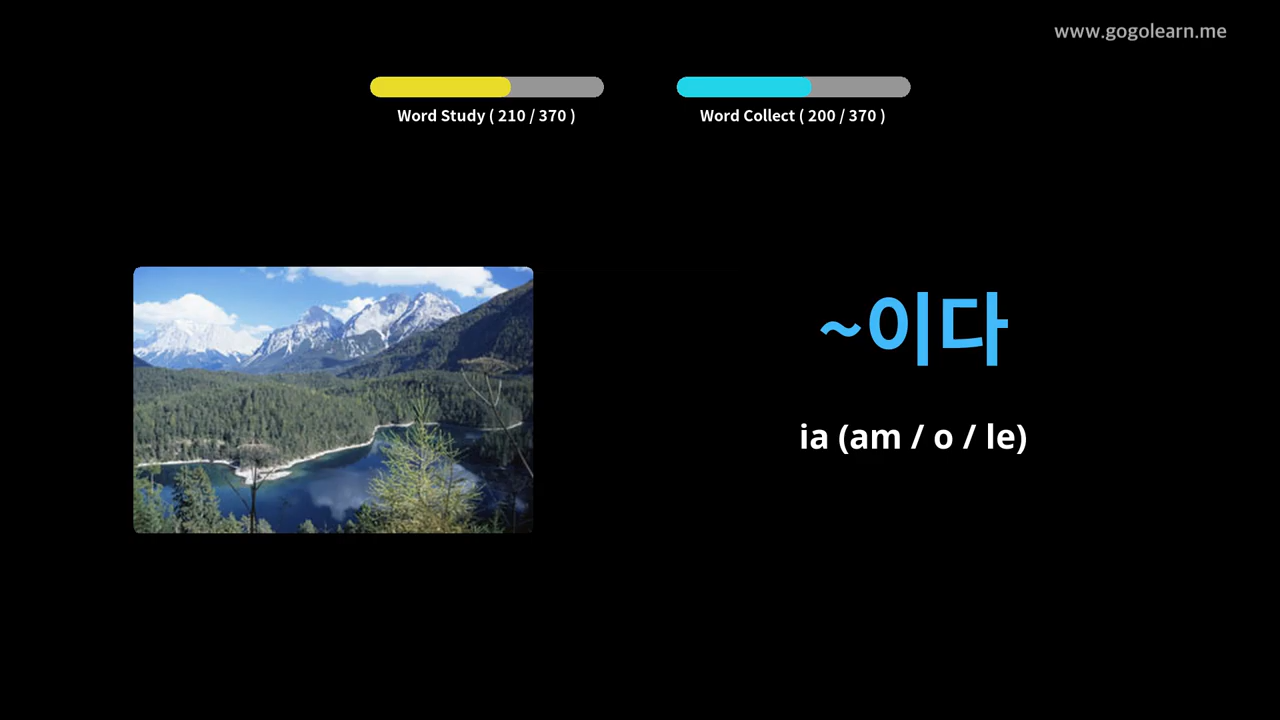 www.gogolearn.me
Word Study ( 210 / 370 )
Word Collect ( 200 / 370 )
~이다
ia (am / o / le)